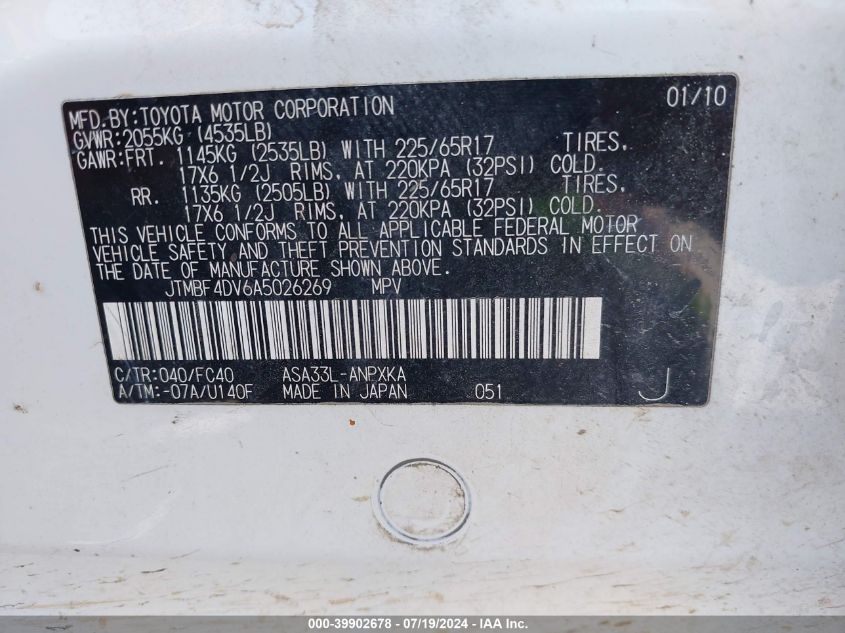 MFD.BY:TOYOTA MOTOR CORPORATION 01/10
GVWR:2055KG (4535LB)
GAWR:FRT. 1145KG (2535LB) WITH 225/65R17 TIRES,
17X6 1/2J RIMS, AT 220KPA (32PSI) COLD.
RR. 1135KG (2505LB) WITH 225/65R17 TIRES,
17X6 1/2J RIMS, AT 220KPA (32PSI) COLD.
THIS VEHICLE CONFORMS TO ALL APPLICABLE FEDERAL MOTOR
VEHICLE SAFETY AND THEFT PREVENTION STANDARDS IN EFFECT ON
THE DATE OF MANUFACTURE SHOWN ABOVE.
JTMBF4DV6A5026269 MPV
C/TR:040/FC40 ASA33L-ANPXKA
A/TM:-07A/U140F MADE IN JAPAN 051 J
000-39902678 - 07/19/2024 - IAA Inc.